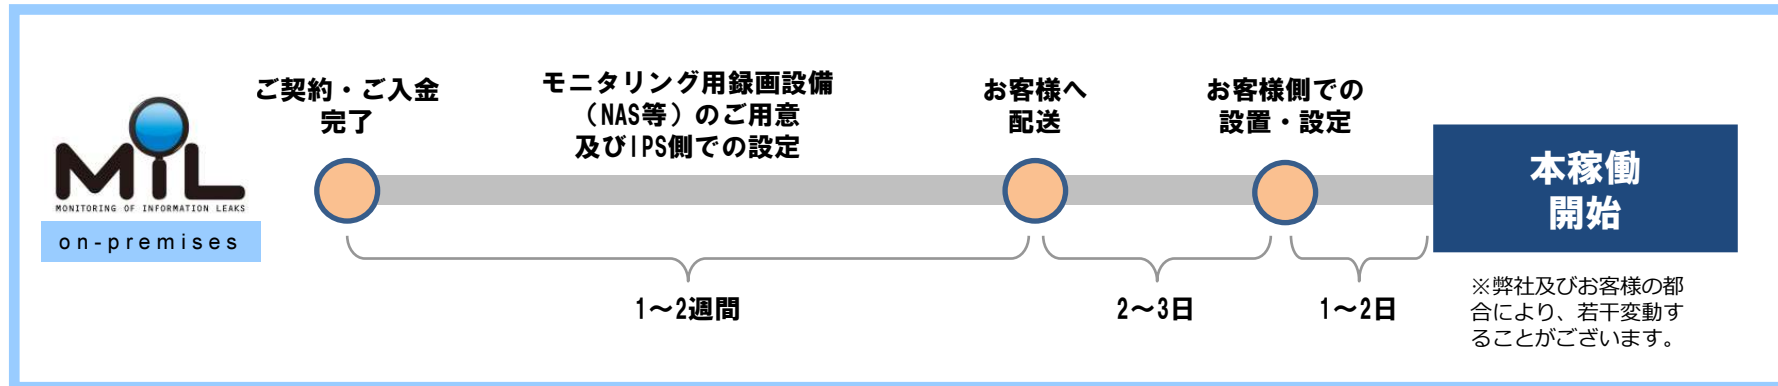 MiL
MONITORING OF INFORMATION LEAKS
on-premises
ご契約・ご入金
完了
モニタリング用録画設備
（NAS等）のご用意
及びIPS側での設定
お客様へ
配送
お客様側での
設置・設定
本稼働
開始
1～2週間
2～3日
1～2日
※弊社及びお客様の都
合により、若干変動す
ることがございます。